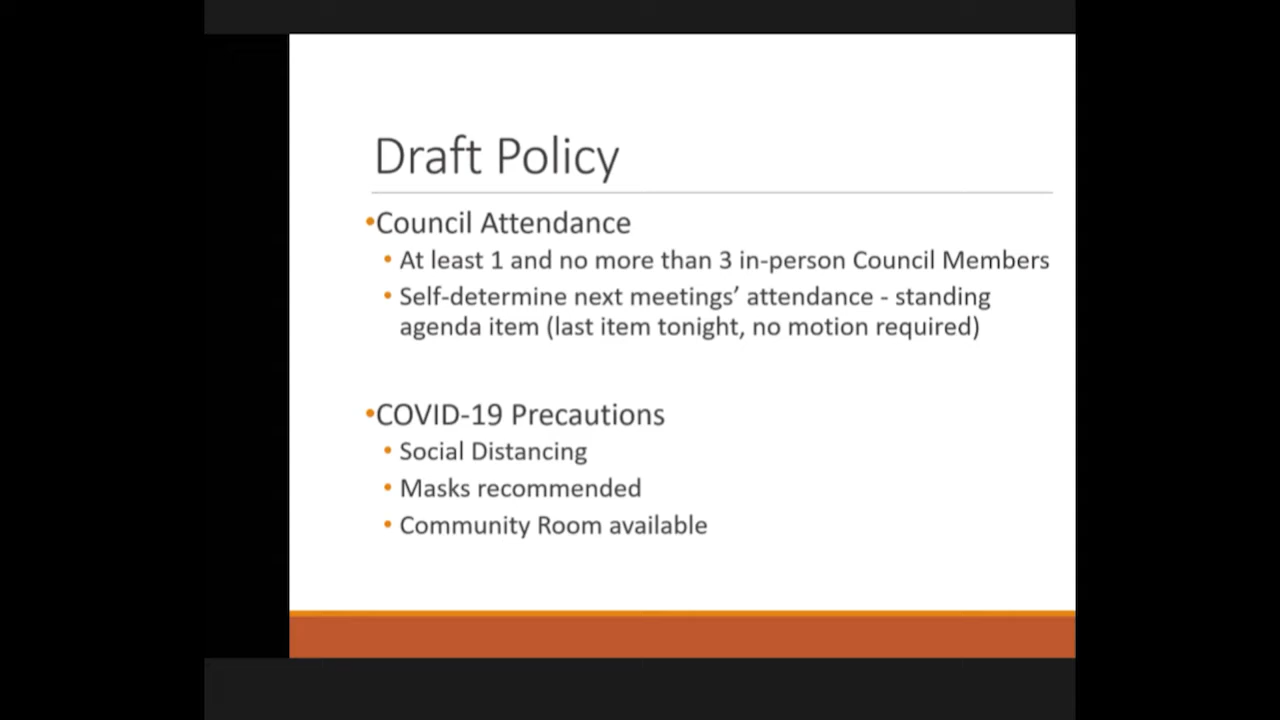 Draft Policy
•Council Attendance
• At least 1 and no more than 3 in-person Council Members
• Self-determine next meetings’ attendance - standing
agenda item (last item tonight, no motion required)
•COVID-19 Precautions
• Social Distancing
• Masks recommended
• Community Room available